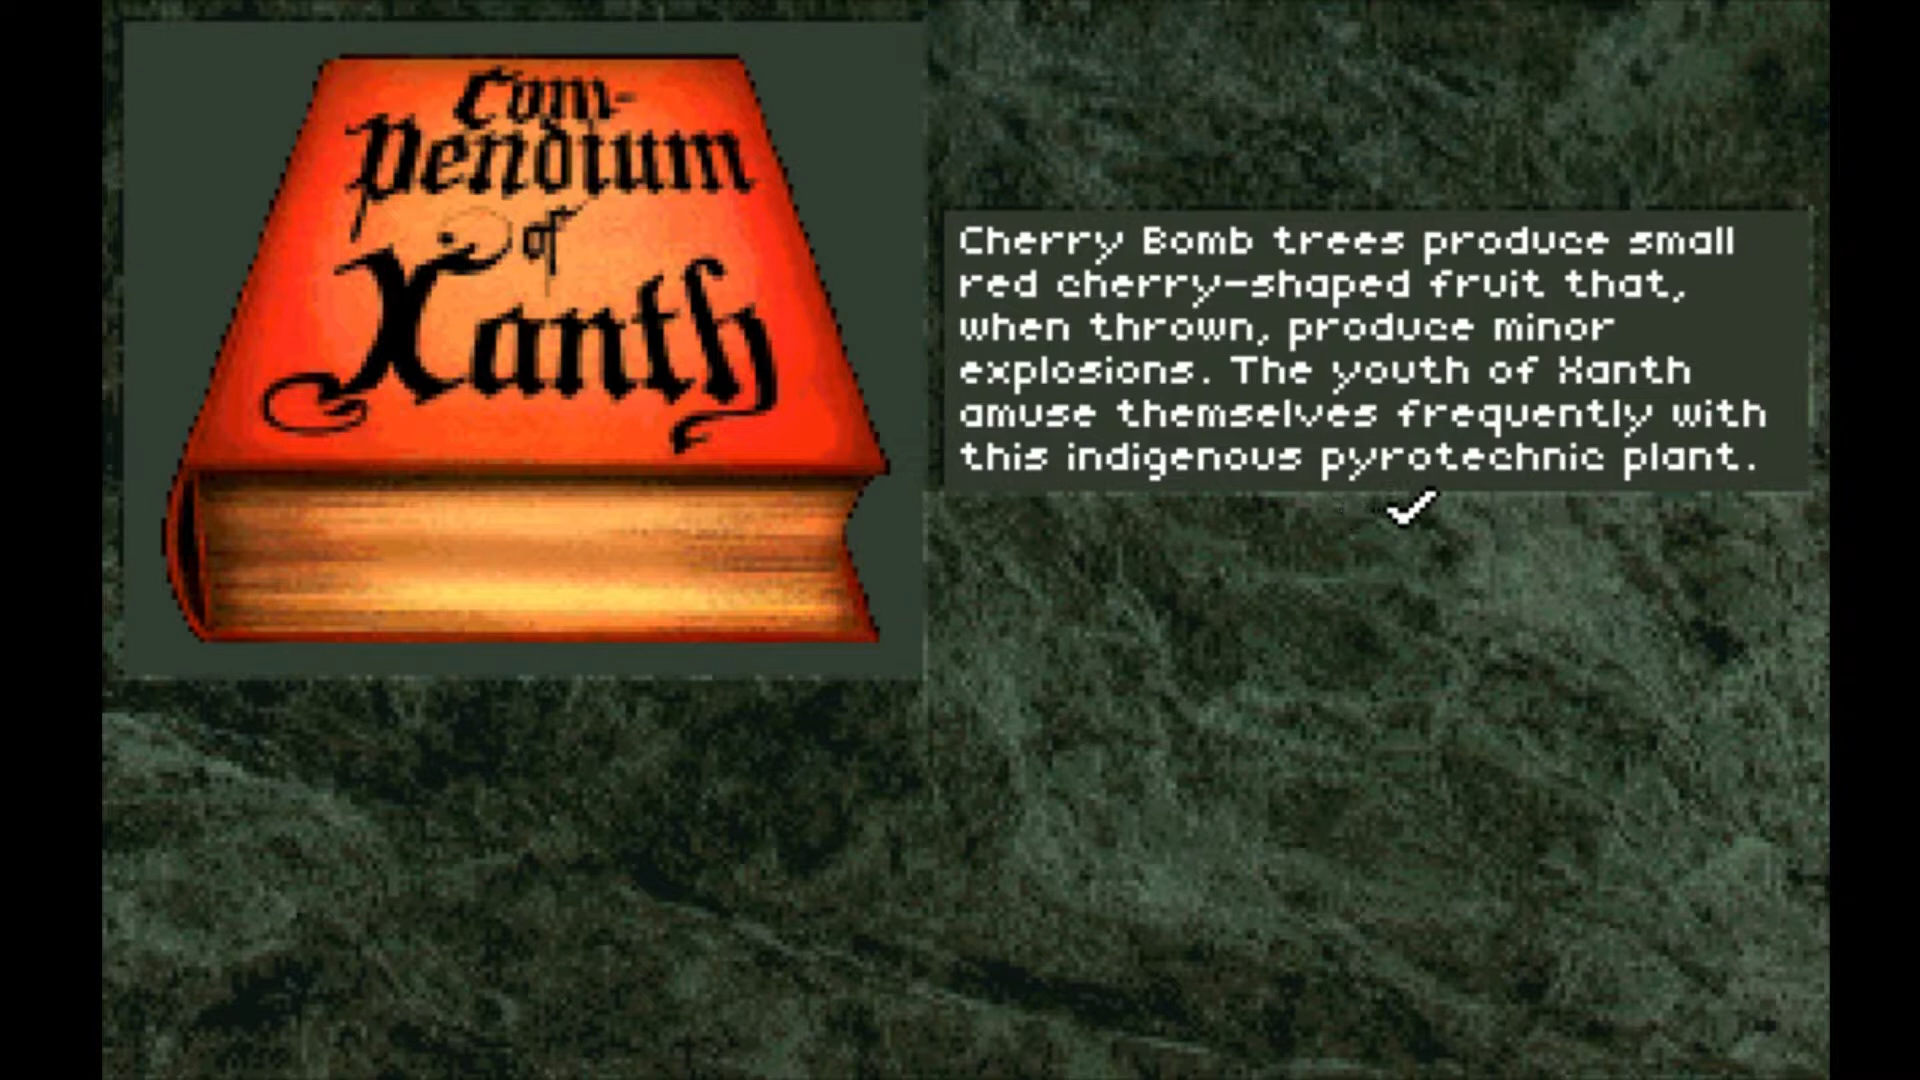 Com-
Pendium
of
Xanth
Cherry Bomb trees produce small
red cherry-shaped fruit that,
when thrown, produce minor
explosions. The youth of Xanth
amuse themselves frequently with
this indigenous pyrotechnic plant.